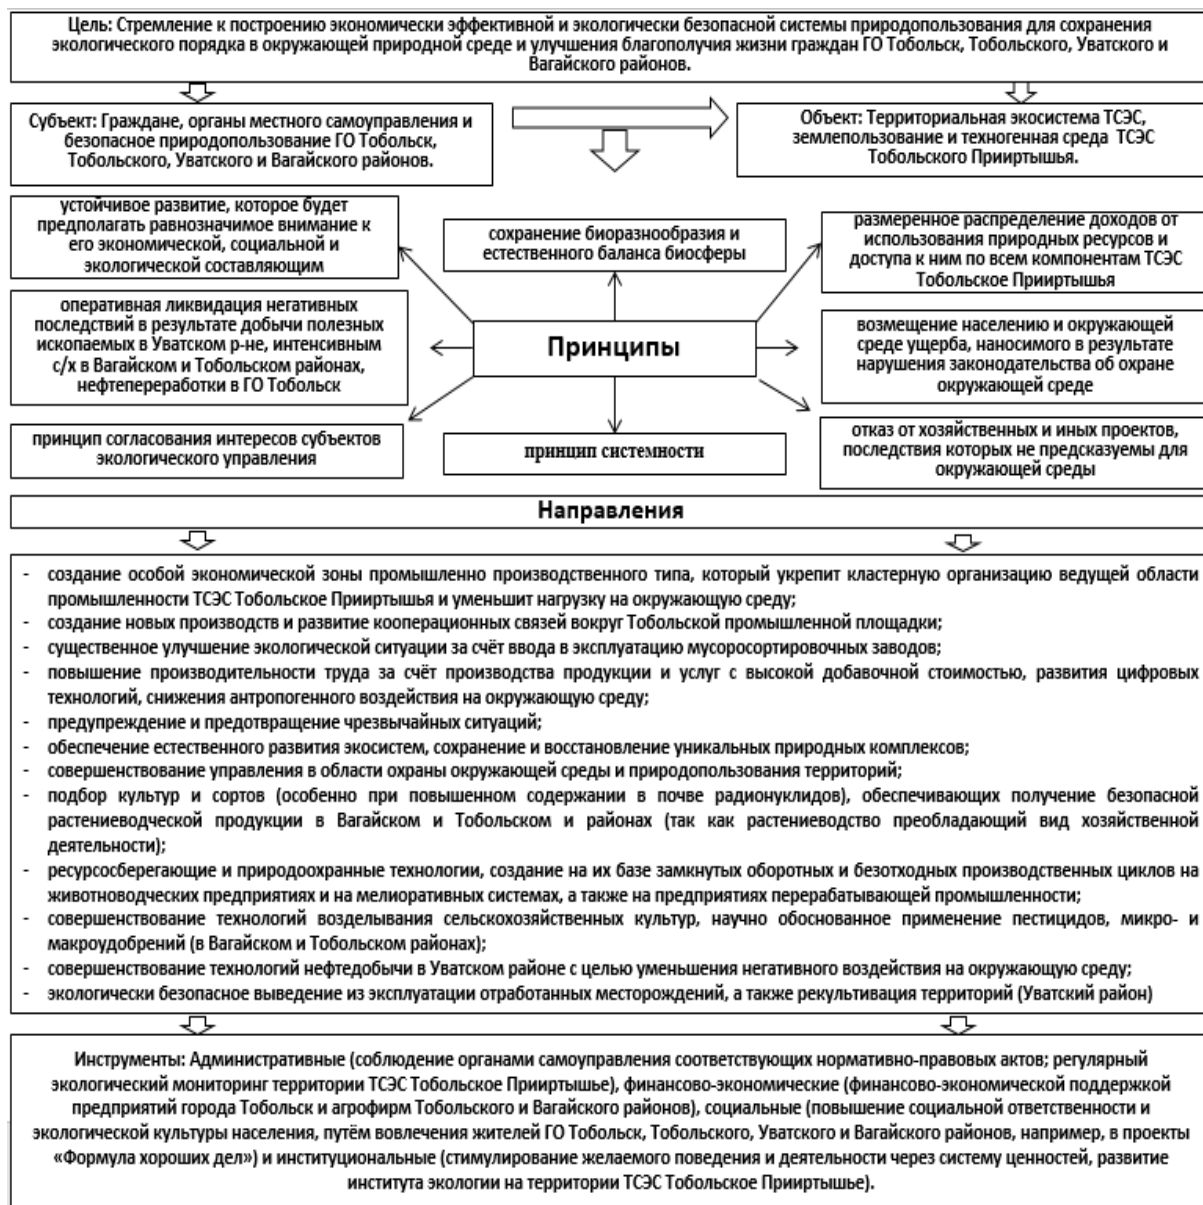 Цель: Стремление к построению экономически эффективной и экологически безопасной системы природопользования для сохранения
экологического порядка в окружающей природной среде и улучшения благополучия жизни граждан ГО Тобольск, Тобольского, Уватского и
Вагайского районов.
Субъект: Граждане, органы местного самоуправления и
безопасное природопользование ГО Тобольск,
Тобольского, Уватского и Вагайского районов.
Объект: Территориальная экосистема ТСЭС,
землепользование и техногенная среда ТСЭС
Тобольского Прииртышья.
устойчивое развитие, которое будет
предполагать равнозначимое внимание к
его экономической, социальной и
экологической составляющим
сохранение биоразнообразия и
естественного баланса биосферы
размеренное распределение доходов от
использования природных ресурсов и
доступа к ним по всем компонентам ТСЭС
Тобольское Прииртышья
оперативная ликвидация негативных
последствий в результате добычи полезных
ископаемых в Уватском р-не, интенсивным
с/х в Вагайском и Тобольском районах,
нефтепереработки в ГО Тобольск
Принципы
возмещение населению и окружающей
среде ущерба, наносимого в результате
нарушения законодательства об охране
окружающей среде
принцип согласования интересов субъектов
экологического управления
принцип системности
отказ от хозяйственных и иных проектов,
последствия которых не предсказуемы для
окружающей среды
Направления
- создание особой экономической зоны промышленно производственного типа, который укрепит кластерную организацию ведущей области
промышленности ТСЭС Тобольское Прииртышья и уменьшит нагрузку на окружающую среду;
- создание новых производств и развитие кооперационных связей вокруг Тобольской промышленной площадки;
- существенное улучшение экологической ситуации за счёт ввода в эксплуатацию мусоросортировочных заводов;
- повышение производительности труда за счёт производства продукции и услуг с высокой добавочной стоимостью, развития цифровых
технологий, снижения антропогенного воздействия на окружающую среду;
- предупреждение и предотвращение чрезвычайных ситуаций;
- обеспечение естественного развития экосистем, сохранение и восстановление уникальных природных комплексов;
- совершенствование управления в области охраны окружающей среды и природопользования территорий;
- подбор культур и сортов (особенно при повышенном содержании в почве радионуклидов), обеспечивающих получение безопасной
растениеводческой продукции в Вагайском и Тобольском и районах (так как растениеводство преобладающий вид хозяйственной
деятельности);
- ресурсосберегающие и природоохранные технологии, создание на их базе замкнутых оборотных и безотходных производственных циклов на
животноводческих предприятиях и на мелиоративных системах, а также на предприятиях перерабатывающей промышленности;
- совершенствование технологий возделывания сельскохозяйственных культур, научно обоснованное применение пестицидов, микро- и
макроудобрений (в Вагайском и Тобольском районах);
- совершенствование технологий нефтедобычи в Уватском районе с целью уменьшения негативного воздействия на окружающую среду;
- экологически безопасное выведение из эксплуатации отработанных месторождений, а также рекультивация территорий (Уватский район)
Инструменты: Административные (соблюдение органами самоуправления соответствующих нормативно-правовых актов; регулярный
экологический мониторинг территории ТСЭС Тобольское Прииртышье), финансово-экономические (финансово-экономической поддержкой
предприятий города Тобольск и агрофирм Тобольского и Вагайского районов), социальные (повышение социальной ответственности и
экологической культуры населения, путём вовлечения жителей ГО Тобольск, Тобольского, Уватского и Вагайского районов, например, в проекты
«Формула хороших дел») и институциональные (стимулирование желаемого поведения и деятельности через систему ценностей, развитие
института экологии на территории ТСЭС Тобольское Прииртышье).